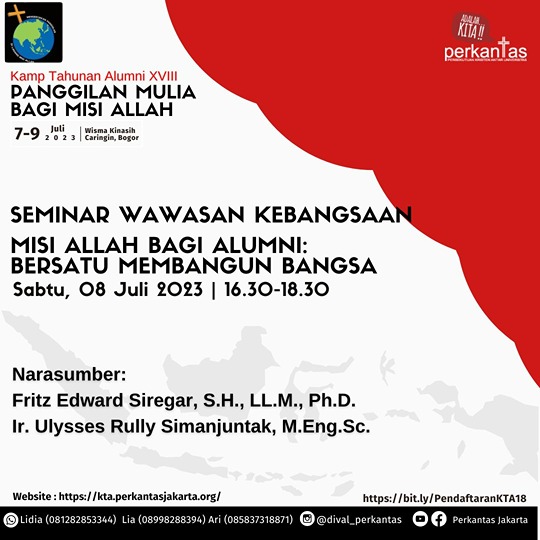 ADALAH KITA!!
perkantas
Kamp Tahunan Alumni XVIII
PANGGILAN MULIA
BAGI MISI ALLAH
7-9 Juli 2023 | Wisma Kinasih Caringin, Bogor
SEMINAR WAWASAN KEBANGSAAN
MISI ALLAH BAGI ALUMNI:
BERSATU MEMBANGUN BANGSA
Sabtu, 08 Juli 2023 | 16.30-18.30
Narasumber:
Fritz Edward Siregar, S.H., LL.M., Ph.D.
Ir. Ulysses Rully Simanjuntak, M.Eng.Sc.
Website : https://kta.perkantasjakarta.org/ https://bit.ly/PendaftaranKTA18
Lidia (081282853344) Lia (08998288394) Ari (085837318871) @dival_perkantas Perkantas Jakarta